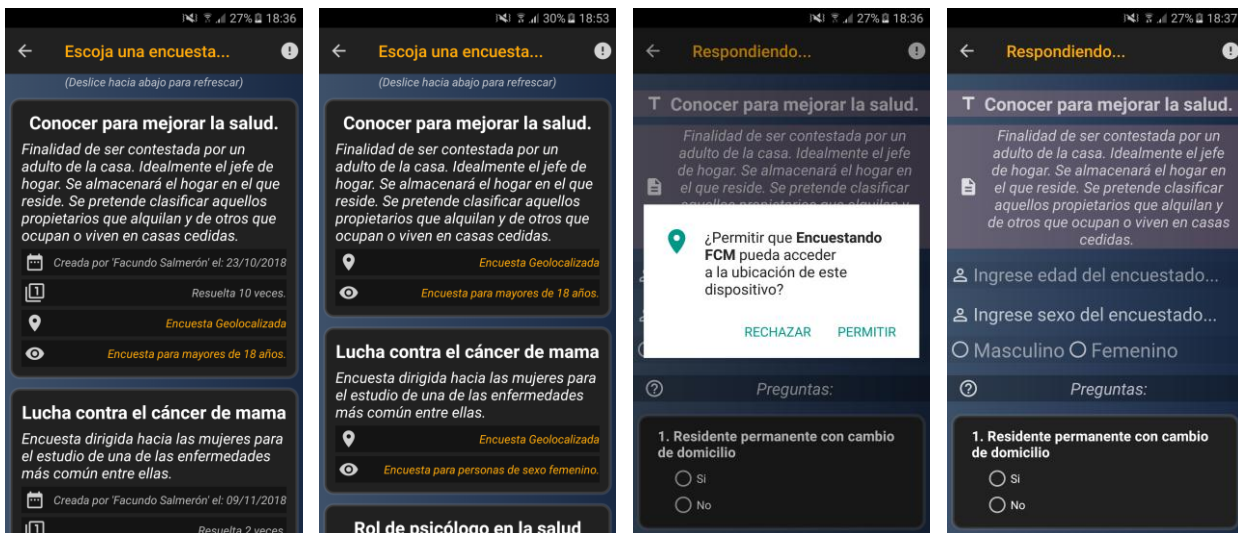 27% 18:36
Escoja una encuesta...
(Deslice hacia abajo para refrescar)
Conocer para mejorar la salud.
Finalidad de ser contestada por un
adulto de la casa. Idealmente el jefe de
hogar. Se almacenará el hogar en el que
reside. Se pretende clasificar aquellos
propietarios que alquilan y de otros que
ocupan o viven en casas cedidas.
Creada por 'Facundo Salmerón' el: 23/10/2018
Resuelta 10 veces.
Encuesta Geolocalizada
Encuesta para mayores de 18 años.
Lucha contra el cáncer de mama
Encuesta dirigida hacia las mujeres para
el estudio de una de las enfermedades
más común entre ellas.
Creada por 'Facundo Salmerón' el: 09/11/2018
Resuelta 2 veces.
30% 18:53
Escoja una encuesta...
(Deslice hacia abajo para refrescar)
Conocer para mejorar la salud.
Finalidad de ser contestada por un
adulto de la casa. Idealmente el jefe de
hogar. Se almacenará el hogar en el que
reside. Se pretende clasificar aquellos
propietarios que alquilan y de otros que
ocupan o viven en casas cedidas.
Encuesta Geolocalizada
Encuesta para mayores de 18 años.
Lucha contra el cáncer de mama
Encuesta dirigida hacia las mujeres para
el estudio de una de las enfermedades
más común entre ellas.
Encuesta Geolocalizada
Encuesta para personas de sexo femenino.
Rol de psicólogo en la salud
27% 18:36
Respondiendo...
Conocer para mejorar la salud.
Finalidad de ser contestada por un
adulto de la casa. Idealmente el jefe
de hogar. Se almacenará el hogar en
el que reside. Se pretende clasificar
aquellos propietarios que alquilan y
¿Permitir que Encuestando
FCM pueda acceder
a la ubicación de este
dispositivo?
RECHAZAR PERMITIR
Preguntas:
1. Residente permanente con cambio
de domicilio
Si
No
27% 18:37
Respondiendo...
Conocer para mejorar la salud.
Finalidad de ser contestada por un
adulto de la casa. Idealmente el jefe
de hogar. Se almacenará el hogar en
el que reside. Se pretende clasificar
aquellos propietarios que alquilan y
de otros que ocupan o viven en casas
cedidas.
Ingrese edad del encuestado...
Ingrese sexo del encuestado...
Masculino Femenino
Preguntas:
1. Residente permanente con cambio
de domicilio
Si
No